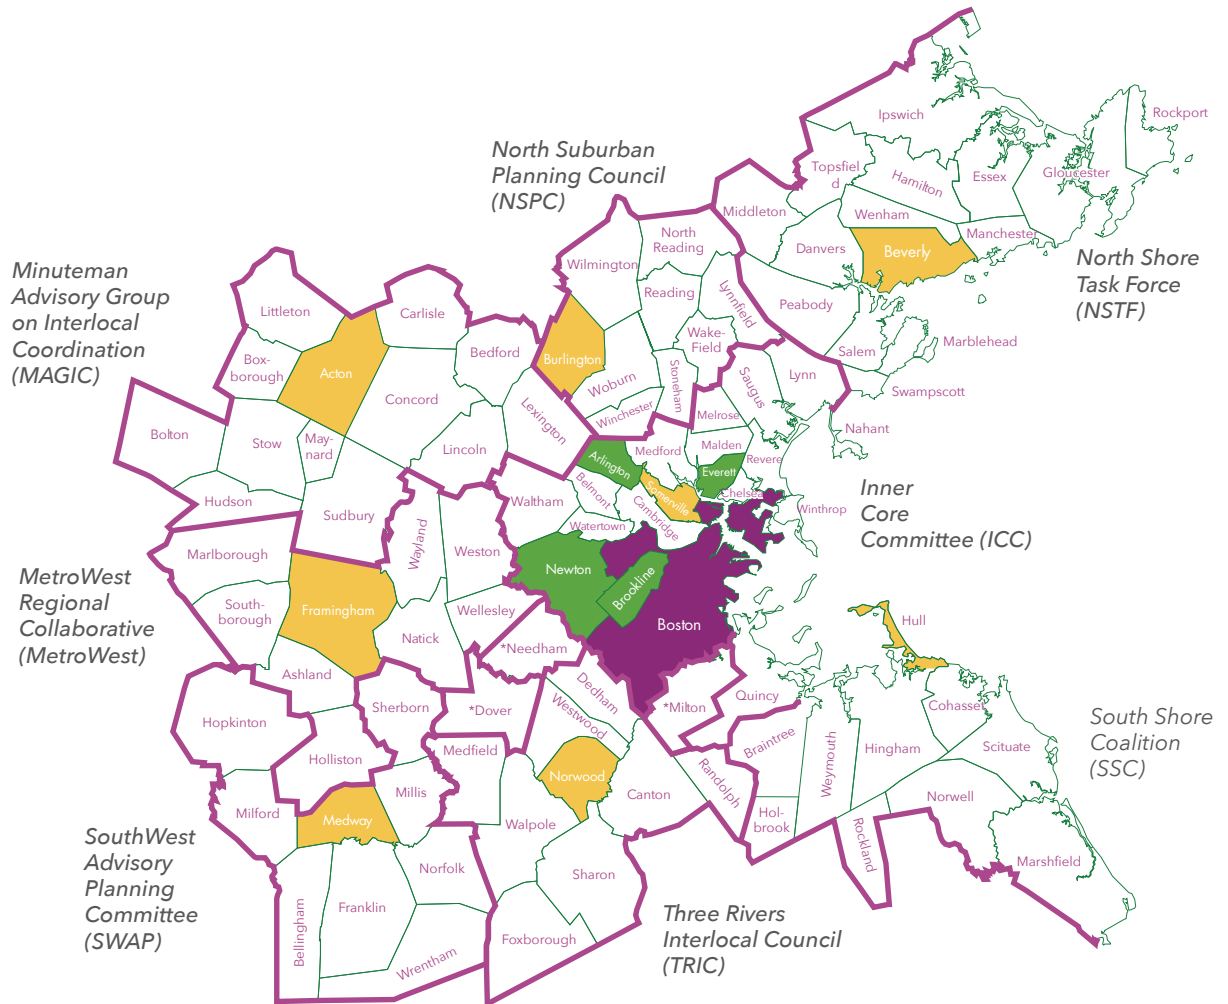 Ipswich
Rockport
North Suburban
Planning Council
(NSPC)
Topsfiel
d
Hamilton
Essex
Gloucester
Middleton
Wenham
Manchester
North
Reading
Danvers
Beverly
North Shore
Task Force
(NSTF)
Minuteman
Advisory Group
on Interlocal
Coordination
(MAGIC)
Wilmington
Reading
Lynnfield
Peabody
Littleton
Carlisle
Wake-
Field
Marblehead
Salem
Bedford
Burlington
Box-
borough
Acton
Woburn
Stoneham
Saugus
Lynn
Swampscott
Concord
Lexington
Winchester
Melrose
Nahant
Bolton
Stow
May-
nard
Lincoln
Medford
Malden
Arlington
Everett
Revere
Hudson
Sudbury
Waltham
Belmont
Somerville
Chelsea
Cambridge
Winthrop
Inner
Core
Committee (ICC)
Watertown
Marlborough
Wayland
Weston
MetroWest
Regional
Collaborative
(MetroWest)
South-
borough
Framingham
Newton
Brookline
Wellesley
Boston
Natick
*Needham
Hull
Ashland
Sherborn
*Dover
Dedham
Westwood
*Milton
Quincy
Cohasset
South Shore
Coalition
(SSC)
Hopkinton
Medfield
Braintree
Weymouth
Hingham
Scituate
Holliston
Norwood
Randolph
Canton
Norwell
Milford
Medway
Millis
Walpole
Hol-
brook
Rockland
SouthWest
Advisory
Planning
Committee
(SWAP)
Norfolk
Sharon
Marshfield
Bellingham
Franklin
Foxborough
Wrentham
Three Rivers
Interlocal Council
(TRIC)